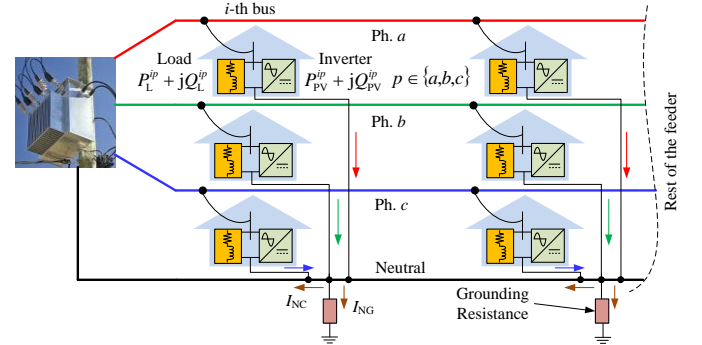 i-th bus
Ph. a
Load
Inverter
P_L^{ip} + jQ_L^{ip}
P_PV^{ip} + jQ_PV^{ip}
p ∈ {a,b,c}
Ph. b
Ph. c
Neutral
I_NC
I_NG
Grounding
Resistance
Rest of the feeder